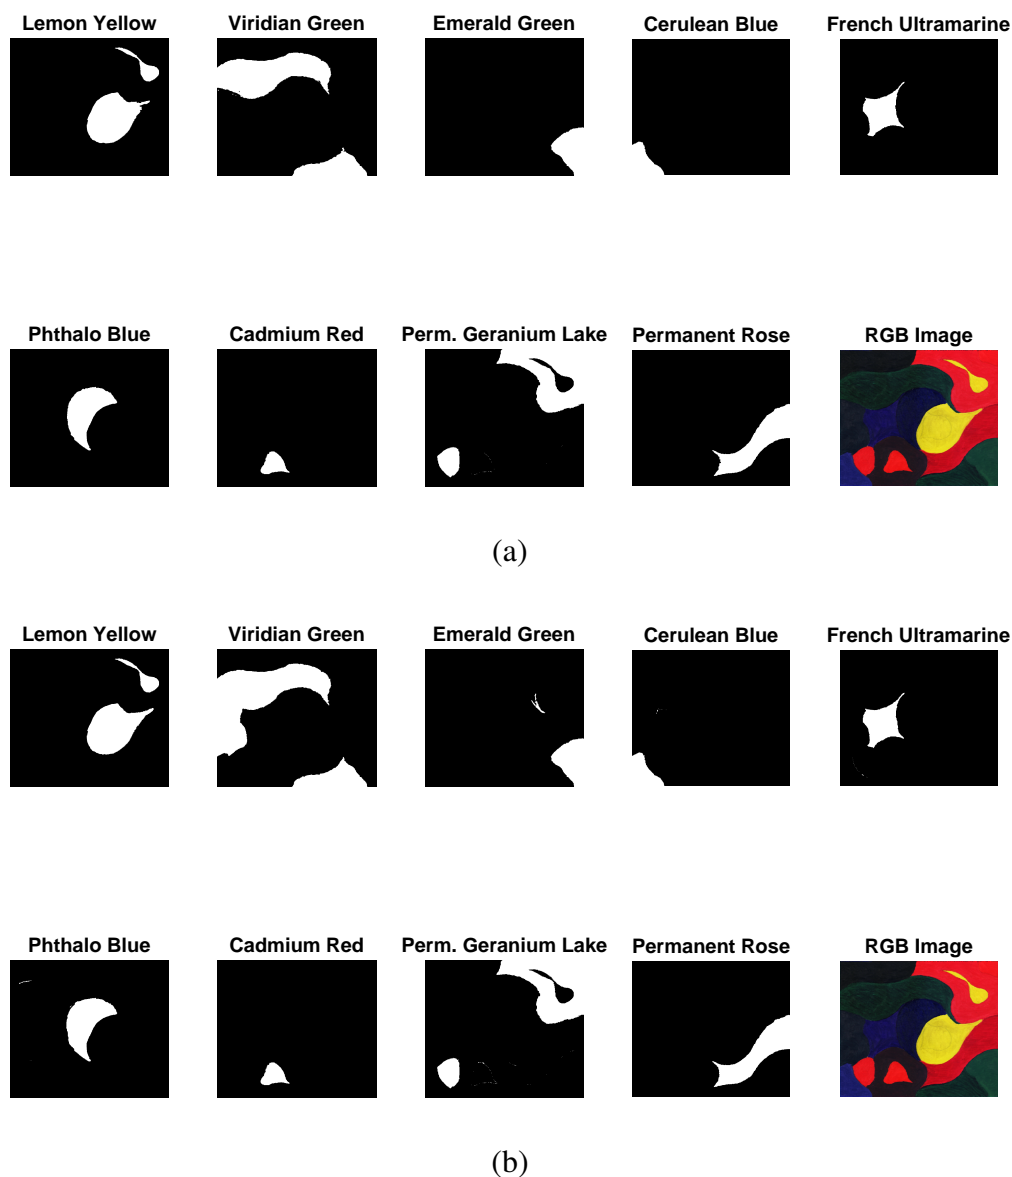 Lemon Yellow Viridian Green Emerald Green Cerulean Blue French Ultramarine
Phthalo Blue Cadmium Red Perm. Geranium Lake Permanent Rose RGB Image
(a)
Lemon Yellow Viridian Green Emerald Green Cerulean Blue French Ultramarine
Phthalo Blue Cadmium Red Perm. Geranium Lake Permanent Rose RGB Image
(b)